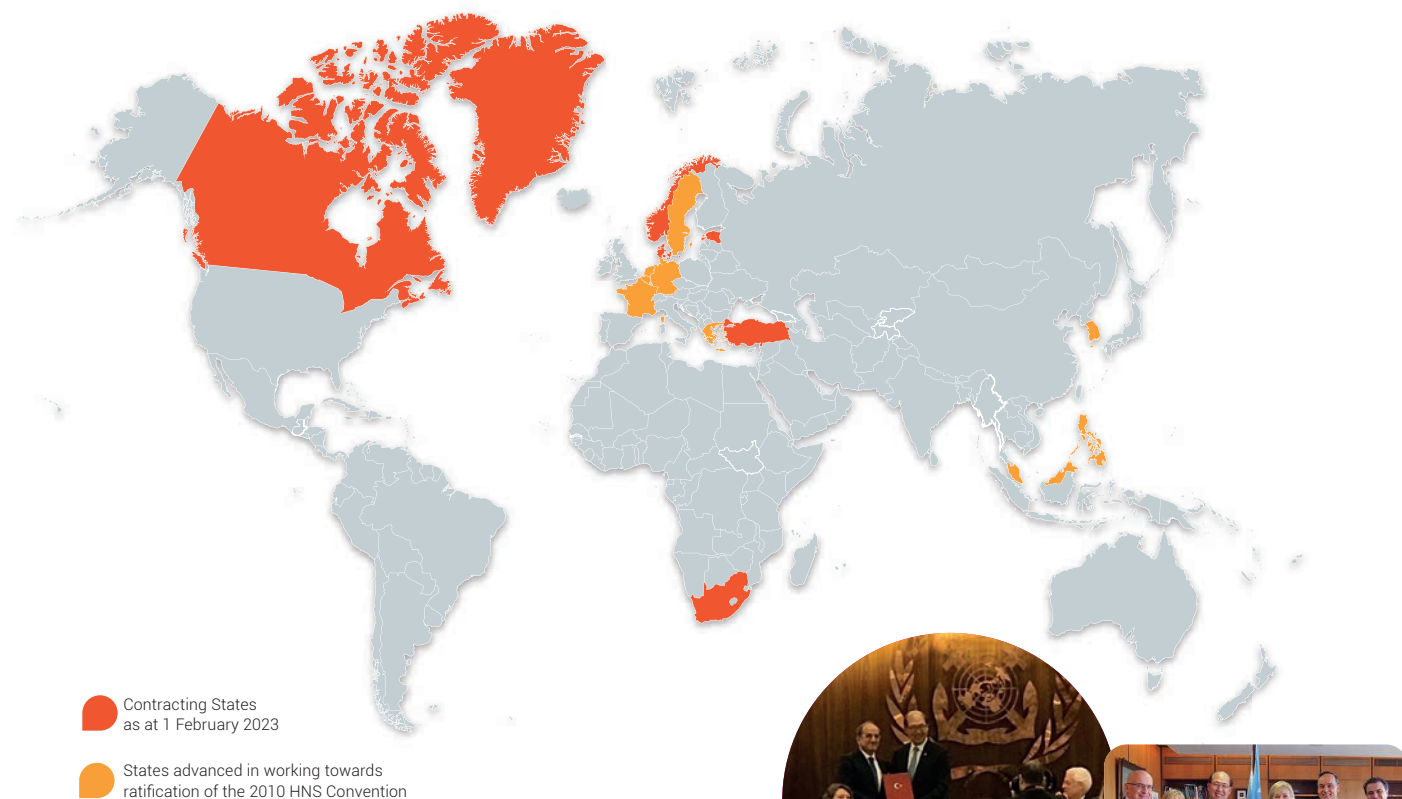 Contracting States
as at 1 February 2023
States advanced in working towards
ratification of the 2010 HNS Convention